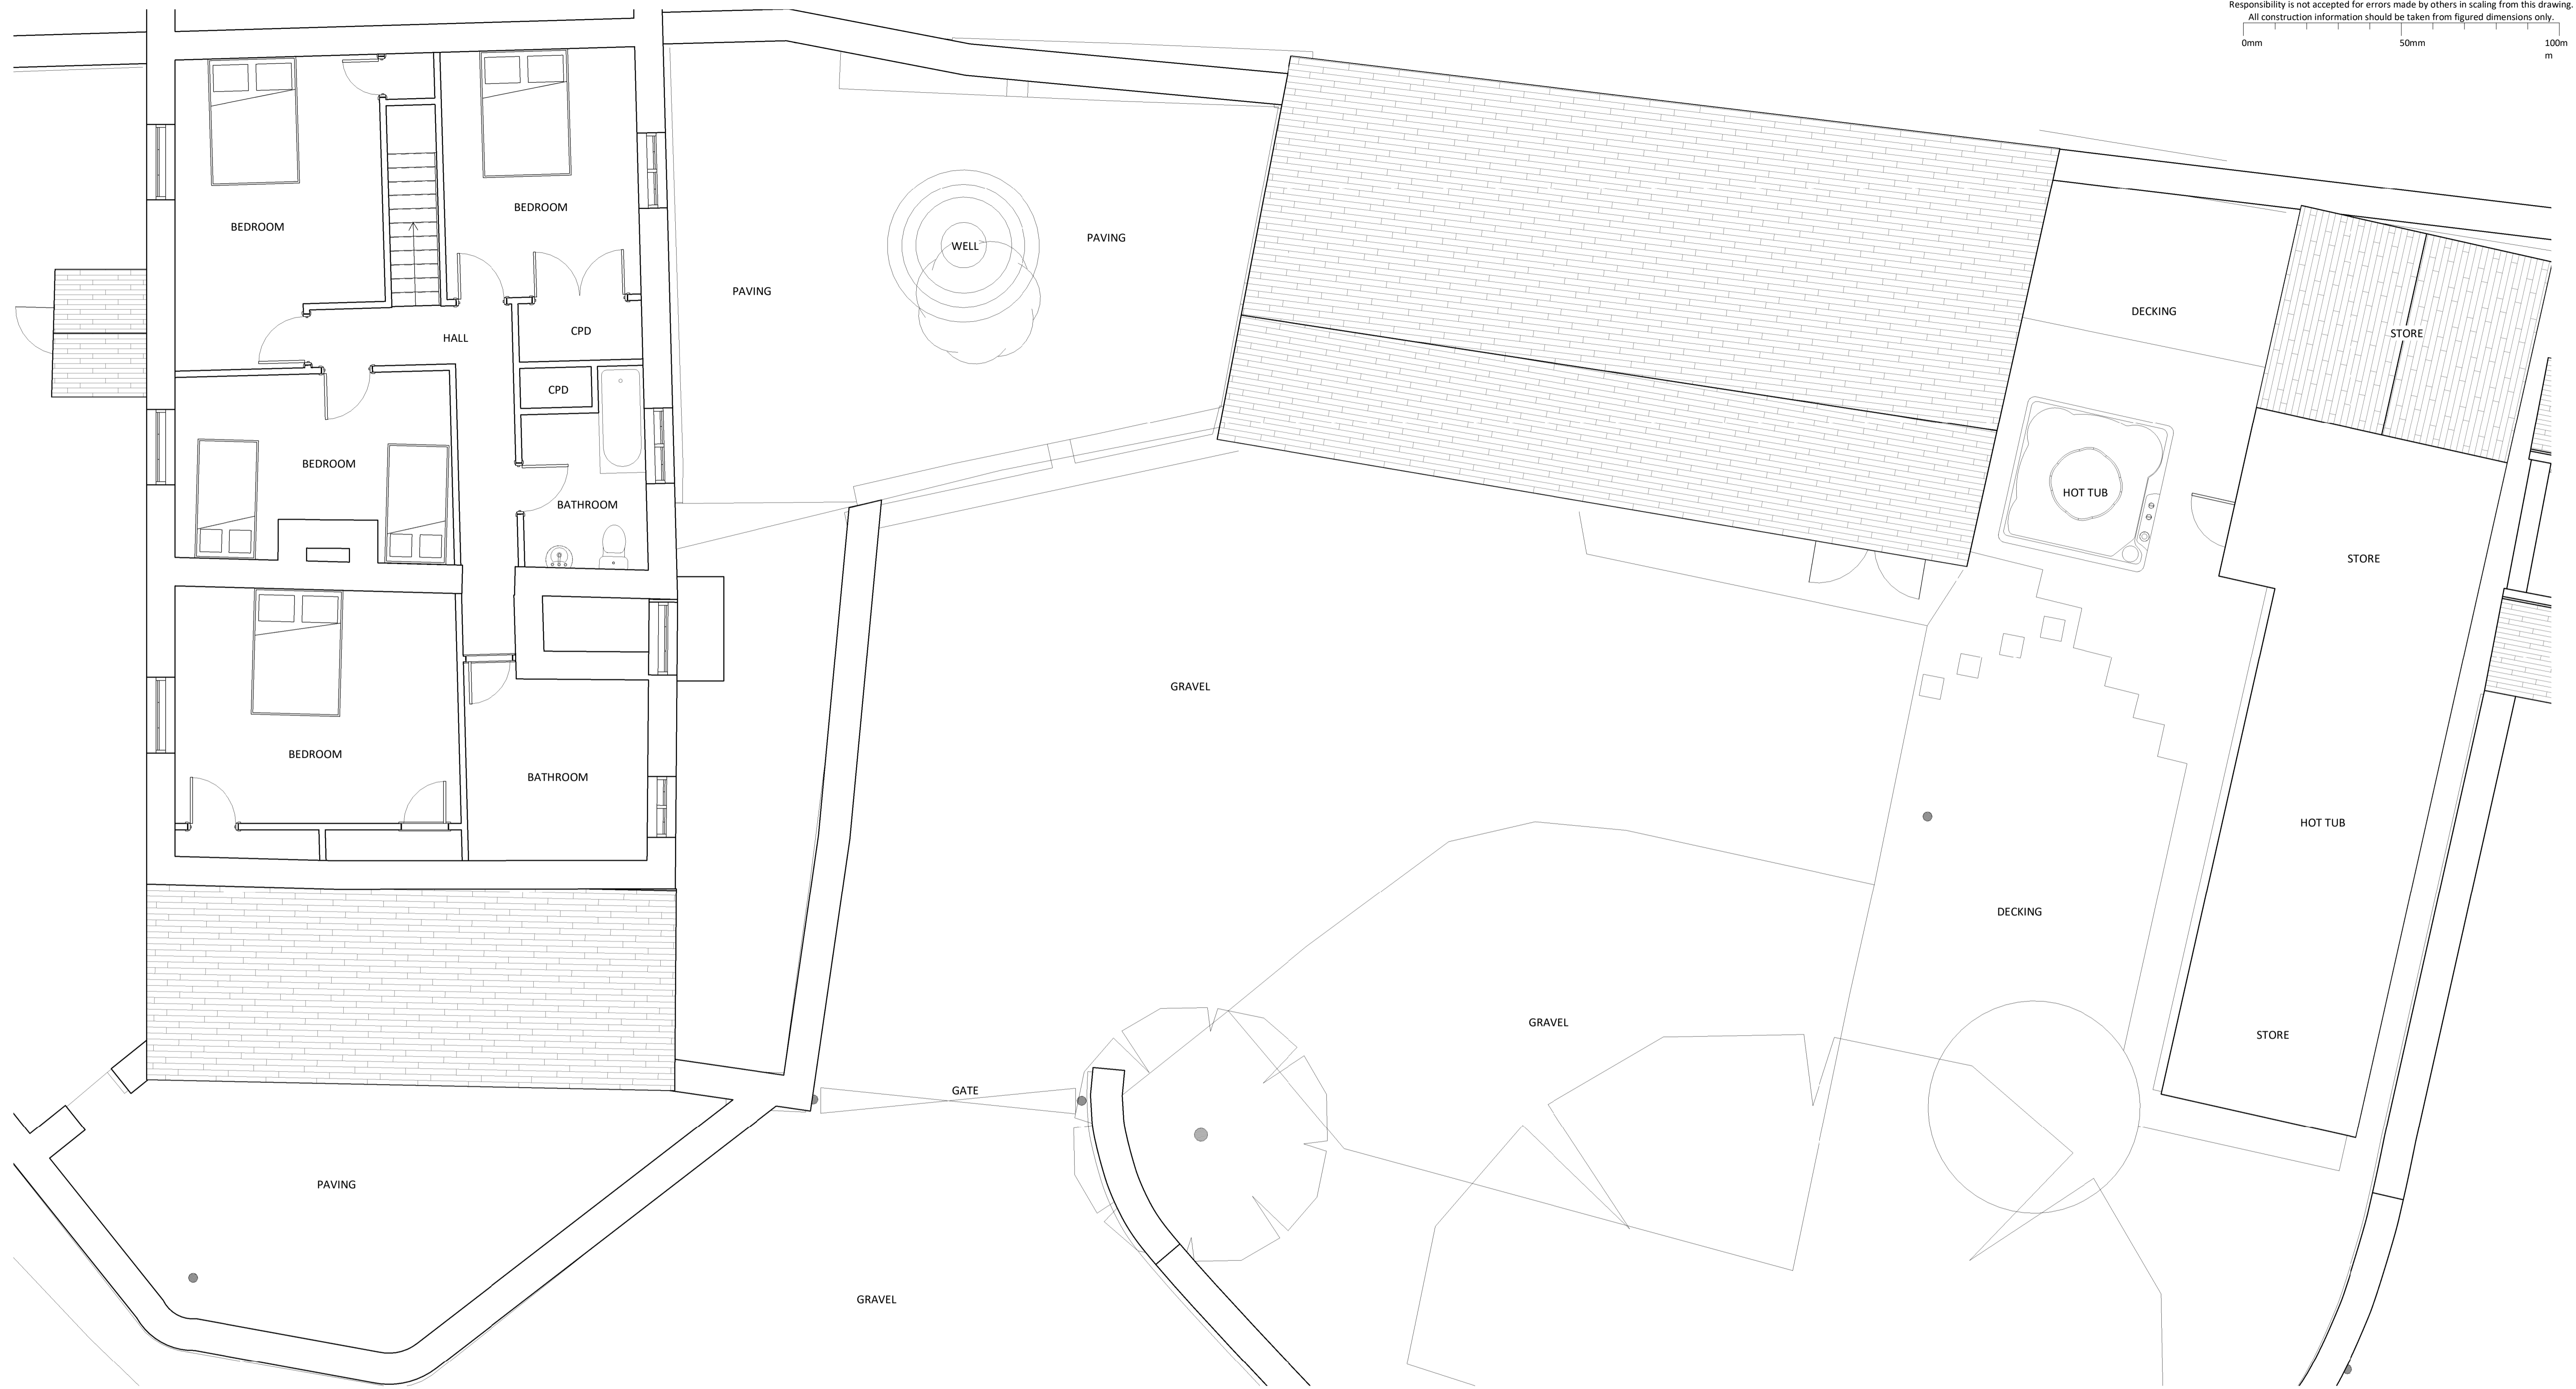 Responsibility is not accepted for errors made by others in scaling from this drawing.
All construction information should be taken from figured dimensions only.
0mm
50mm
100m
m
BEDROOM
BEDROOM
WELL
PAVING
PAVING
DECKING
STORE
HALL
CPD
CPD
BEDROOM
BATHROOM
HOT TUB
STORE
GRAVEL
BEDROOM
BATHROOM
HOT TUB
DECKING
GRAVEL
STORE
GATE
PAVING
GRAVEL